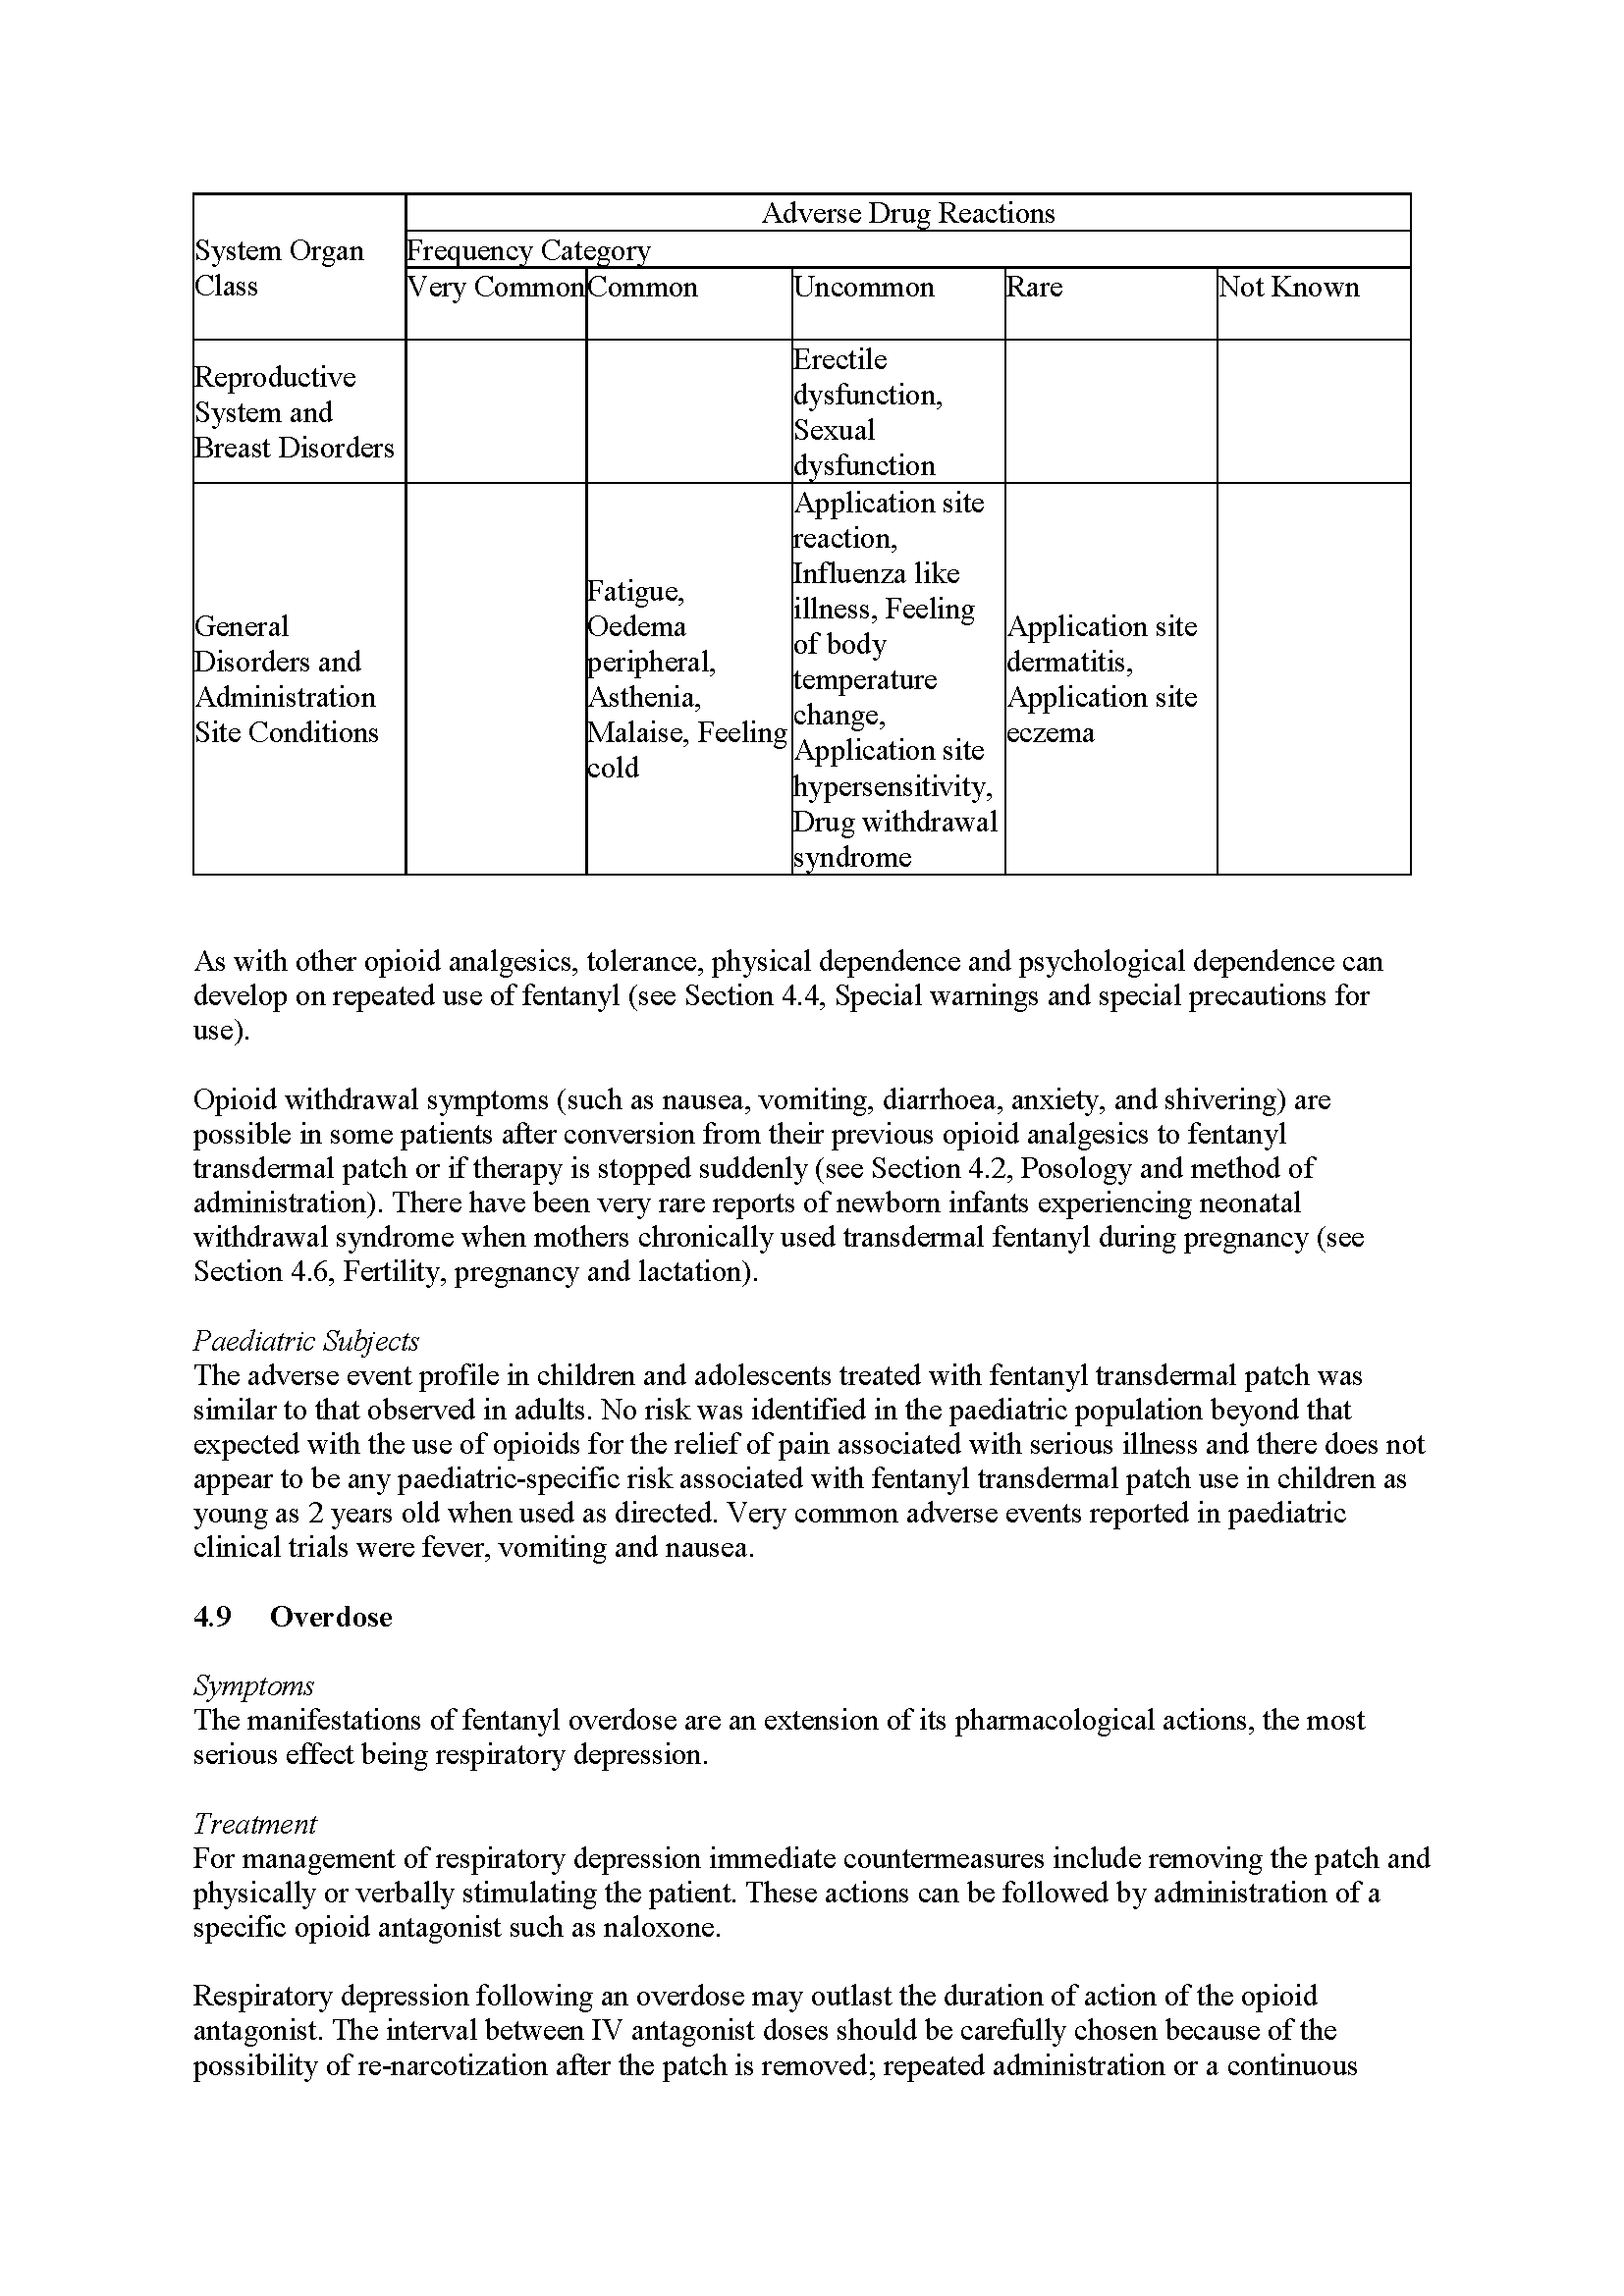 Adverse Drug Reactions
System Organ Class
Frequency Category
Very Common
Common
Uncommon
Rare
Not Known
Reproductive
System and
Breast Disorders
Erectile
dysfunction,
Sexual
dysfunction
General
Disorders and
Administration
Site Conditions
Fatigue,
Oedema
peripheral,
Asthenia,
Malaise, Feeling
cold
Application site
reaction,
Influenza like
illness, Feeling
of body
temperature
change,
Application site
hypersensitivity,
Drug withdrawal
syndrome
Application site
dermatitis,
Application site
eczema
As with other opioid analgesics, tolerance, physical dependence and psychological dependence can
develop on repeated use of fentanyl (see Section 4.4, Special warnings and special precautions for
use).
Opioid withdrawal symptoms (such as nausea, vomiting, diarrhoea, anxiety, and shivering) are
possible in some patients after conversion from their previous opioid analgesics to fentanyl
transdermal patch or if therapy is stopped suddenly (see Section 4.2, Posology and method of
administration). There have been very rare reports of newborn infants experiencing neonatal
withdrawal syndrome when mothers chronically used transdermal fentanyl during pregnancy (see
Section 4.6, Fertility, pregnancy and lactation).
Paediatric Subjects
The adverse event profile in children and adolescents treated with fentanyl transdermal patch was
similar to that observed in adults. No risk was identified in the paediatric population beyond that
expected with the use of opioids for the relief of pain associated with serious illness and there does not
appear to be any paediatric-specific risk associated with fentanyl transdermal patch use in children as
young as 2 years old when used as directed. Very common adverse events reported in paediatric
clinical trials were fever, vomiting and nausea.
4.9 Overdose
Symptoms
The manifestations of fentanyl overdose are an extension of its pharmacological actions, the most
serious effect being respiratory depression.
Treatment
For management of respiratory depression immediate countermeasures include removing the patch and
physically or verbally stimulating the patient. These actions can be followed by administration of a
specific opioid antagonist such as naloxone.
Respiratory depression following an overdose may outlast the duration of action of the opioid
antagonist. The interval between IV antagonist doses should be carefully chosen because of the
possibility of re-narcotization after the patch is removed; repeated administration or a continuous